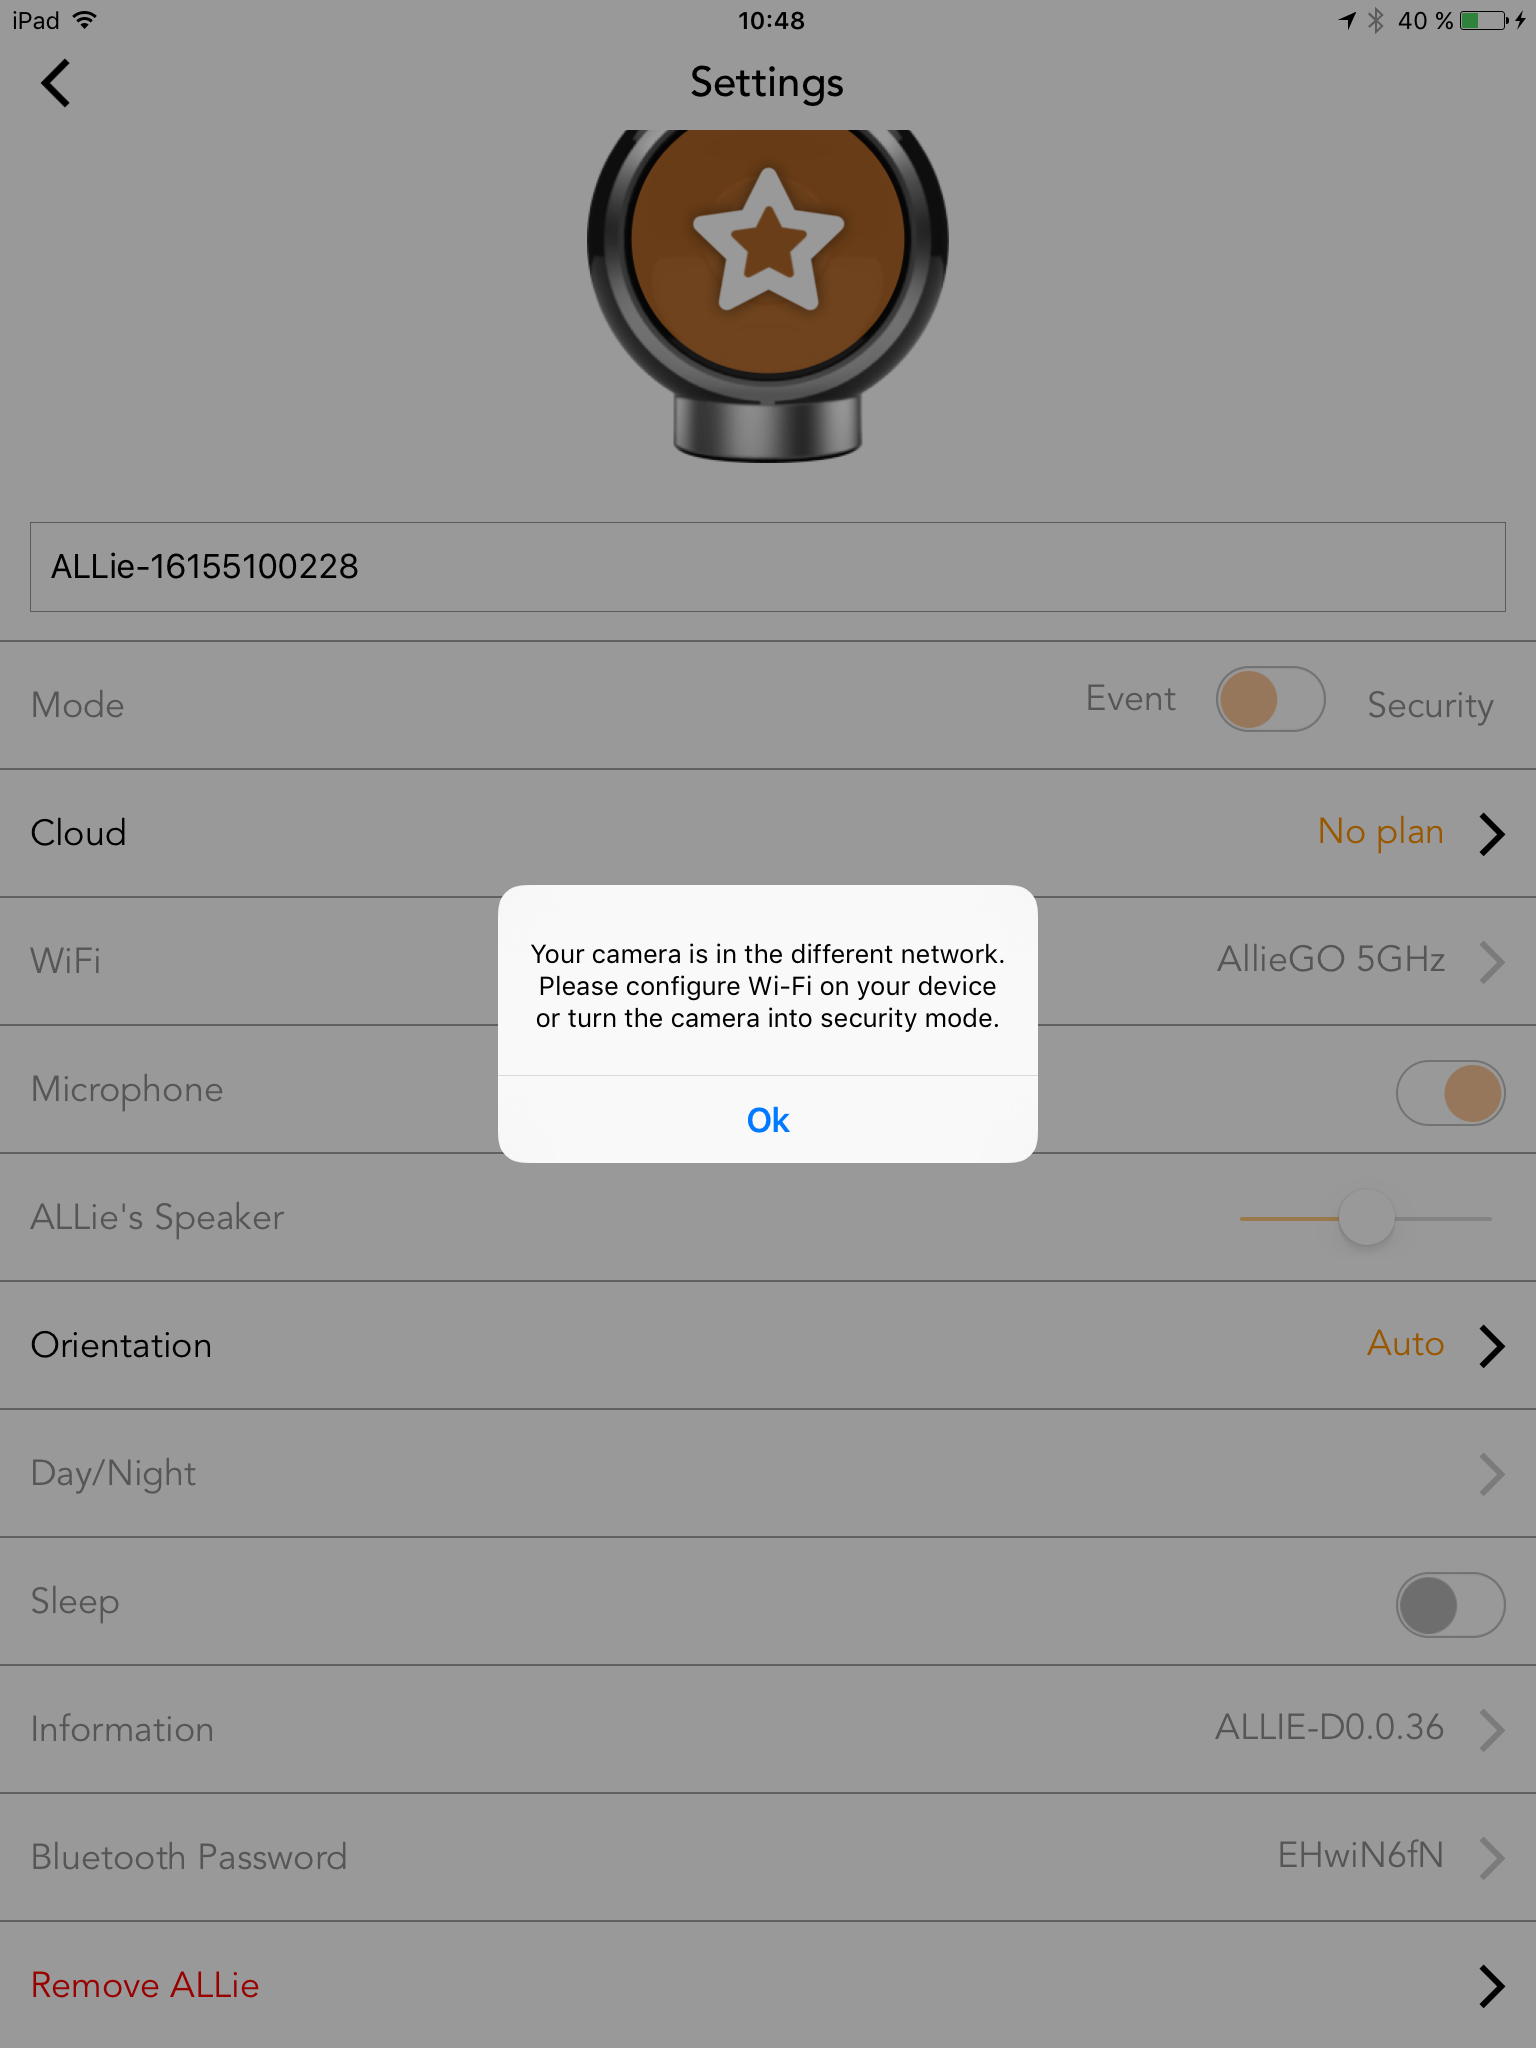 iPad 10:48 40 %
Settings
ALLie-16155100228
Mode Event Security
Cloud No plan
WiFi AllieGO 5GHz
Your camera is in the different network.
Please configure Wi-Fi on your device
or turn the camera into security mode.
Ok
Microphone
ALLie's Speaker
Orientation Auto
Day/Night
Sleep
Information ALLIE-D0.0.36
Bluetooth Password EHwiN6fN
Remove ALLie